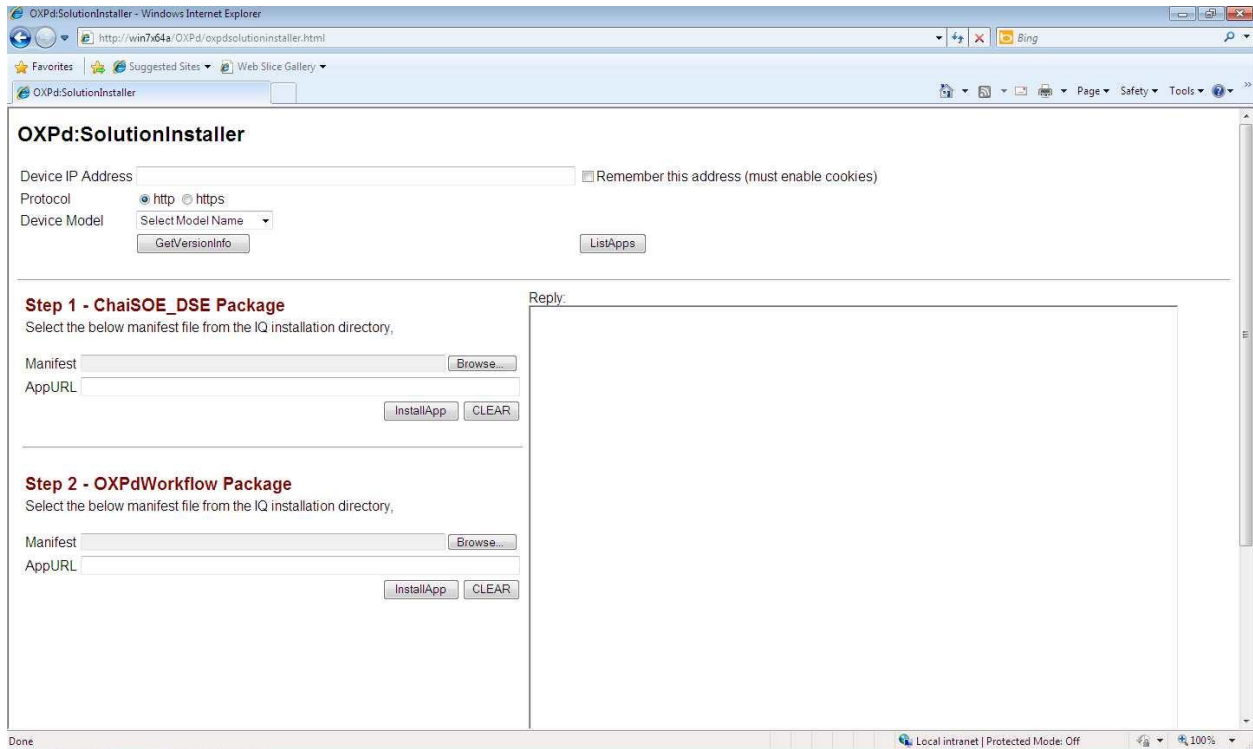 OXPd:SolutionInstaller - Windows Internet Explorer
http://win7x64a/OXPd/oxpdsolutioninstaller.html
Bing
Favorites
Suggested Sites
Web Slice Gallery
OXPd:SolutionInstaller
Page Safety Tools
OXPd:SolutionInstaller
Device IP Address
Remember this address (must enable cookies)
Protocol http https
Device Model Select Model Name
GetVersionInfo
ListApps
Step 1 - ChaiSOE_DSE Package
Select the below manifest file from the IQ installation directory,
Manifest Browse...
AppURL
InstallApp CLEAR
Step 2 - OXPdWorkflow Package
Select the below manifest file from the IQ installation directory,
Manifest Browse...
AppURL
InstallApp CLEAR
Reply:
Done
Local intranet | Protected Mode: Off
100%